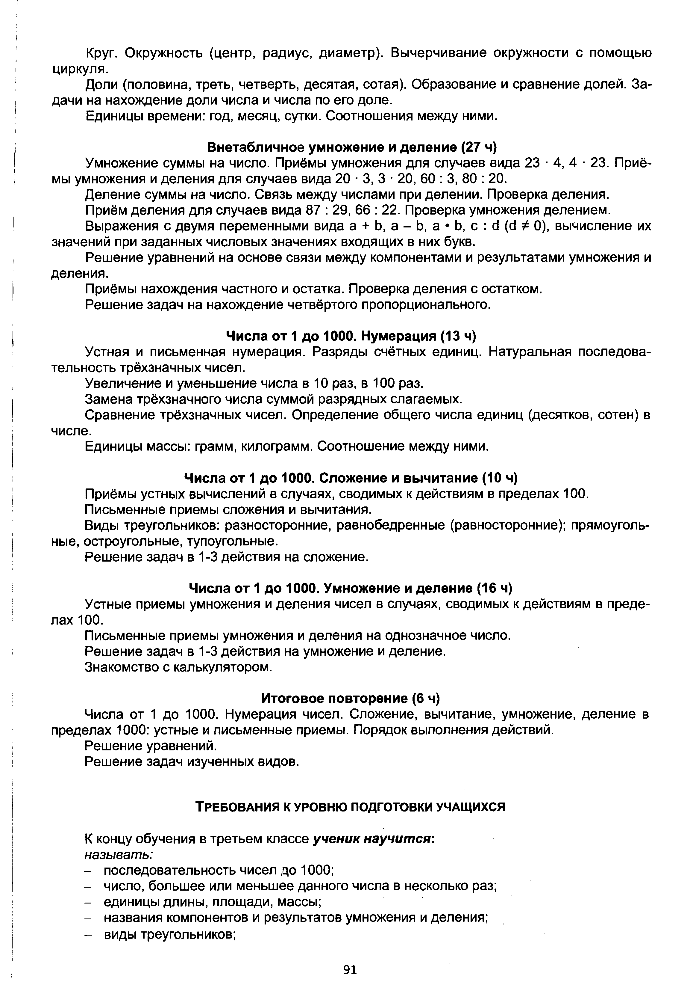 Круг. Окружность (центр, радиус, диаметр). Вычерчивание окружности с помощью
циркуля.
Доли (половина, треть, четверть, десятая, сотая). Образование и сравнение долей. За-
дачи на нахождение доли числа и числа по его доле.
Единицы времени: год, месяц, сутки. Соотношения между ними.
Внетабличное умножение и деление (27 ч)
Умножение суммы на число. Приёмы умножения для случаев вида 23 · 4, 4 · 23. Приё-
мы умножения и деления для случаев вида 20 · 3, 3 · 20, 60 : 3, 80 : 20.
Деление суммы на число. Связь между числами при делении. Проверка деления.
Приём деления для случаев вида 87 : 29, 66 : 22. Проверка умножения делением.
Выражения с двумя переменными вида a + b, a – b, a • b, c : d (d ≠ 0), вычисление их
значений при заданных числовых значениях входящих в них букв.
Решение уравнений на основе связи между компонентами и результатами умножения и
деления.
Приёмы нахождения частного и остатка. Проверка деления с остатком.
Решение задач на нахождение четвёртого пропорционального.
Числа от 1 до 1000. Нумерация (13 ч)
Устная и письменная нумерация. Разряды счётных единиц. Натуральная последова-
тельность трёхзначных чисел.
Увеличение и уменьшение числа в 10 раз, в 100 раз.
Замена трёхзначного числа суммой разрядных слагаемых.
Сравнение трёхзначных чисел. Определение общего числа единиц (десятков, сотен) в
числе.
Единицы массы: грамм, килограмм. Соотношение между ними.
Числа от 1 до 1000. Сложение и вычитание (10 ч)
Приёмы устных вычислений в случаях, сводимых к действиям в пределах 100.
Письменные приемы сложения и вычитания.
Виды треугольников: разносторонние, равнобедренные (равносторонние); прямоуголь-
ные, остроугольные, тупоугольные.
Решение задач в 1-3 действия на сложение.
Числа от 1 до 1000. Умножение и деление (16 ч)
Устные приемы умножения и деления чисел в случаях, сводимых к действиям в преде-
лах 100.
Письменные приемы умножения и деления на однозначное число.
Решение задач в 1-3 действия на умножение и деление.
Знакомство с калькулятором.
Итоговое повторение (6 ч)
Числа от 1 до 1000. Нумерация чисел. Сложение, вычитание, умножение, деление в
пределах 1000: устные и письменные приемы. Порядок выполнения действий.
Решение уравнений.
Решение задач изученных видов.
ТРЕБОВАНИЯ К УРОВНЮ ПОДГОТОВКИ УЧАЩИХСЯ
К концу обучения в третьем классе ученик научится:
называть:
– последовательность чисел до 1000;
– число, большее или меньшее данного числа в несколько раз;
– единицы длины, площади, массы;
– названия компонентов и результатов умножения и деления;
– виды треугольников;
91